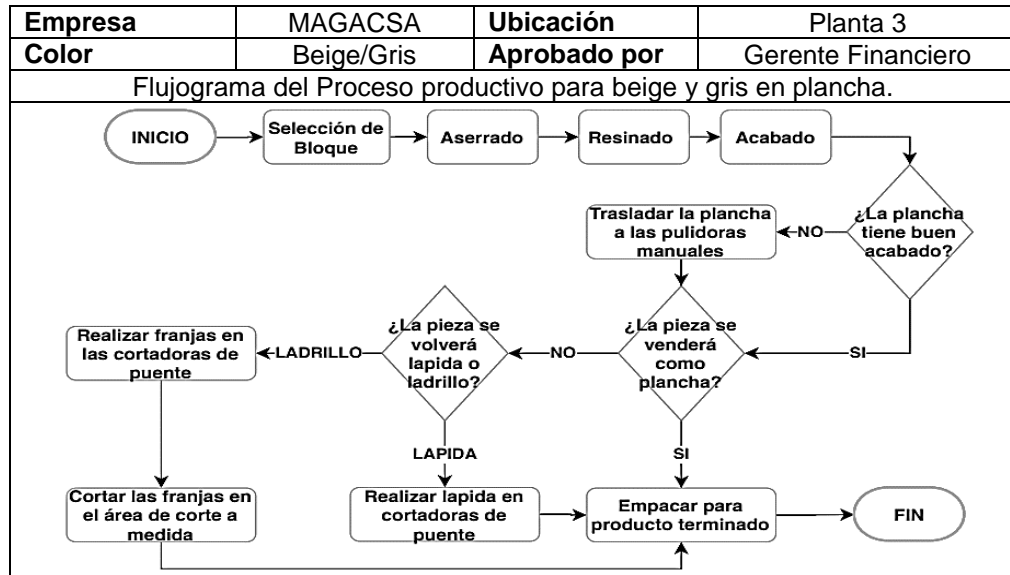 Empresa MAGACSA Ubicación Planta 3
Color Beige/Gris Aprobado por Gerente Financiero
Flujograma del Proceso productivo para beige y gris en plancha.
INICIO
Selección de
Bloque
Aserrado
Resinado
Acabado
¿La plancha
tiene buen
acabado?
NO
Trasladar la plancha
a las pulidoras
manuales
SI
¿La pieza se
venderá
como
plancha?
NO
¿La pieza se
volverá
lapida o
ladrillo?
LADRILLO
Realizar franjas en
las cortadoras de
puente
LAPIDA
SI
Cortar las franjas en
el área de corte a
medida
Realizar lapida en
cortadoras de
puente
Empacar para
producto terminado
FIN